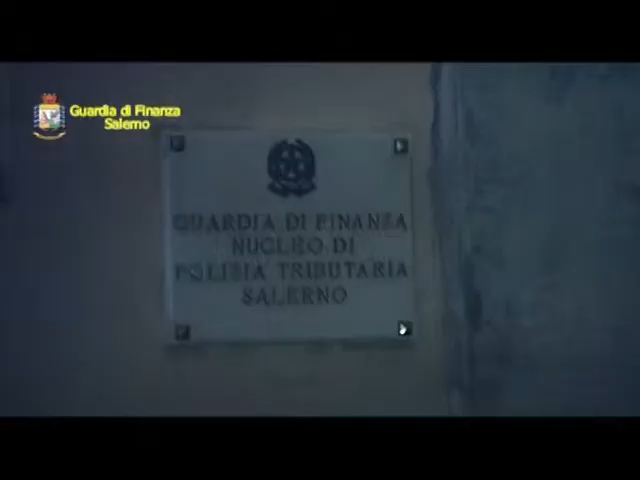 Guardia di Finanza
Salerno
GUARDIA DI FINANZA
NUCLEO DI
POLIZIA TRIBUTARIA
SALERNO